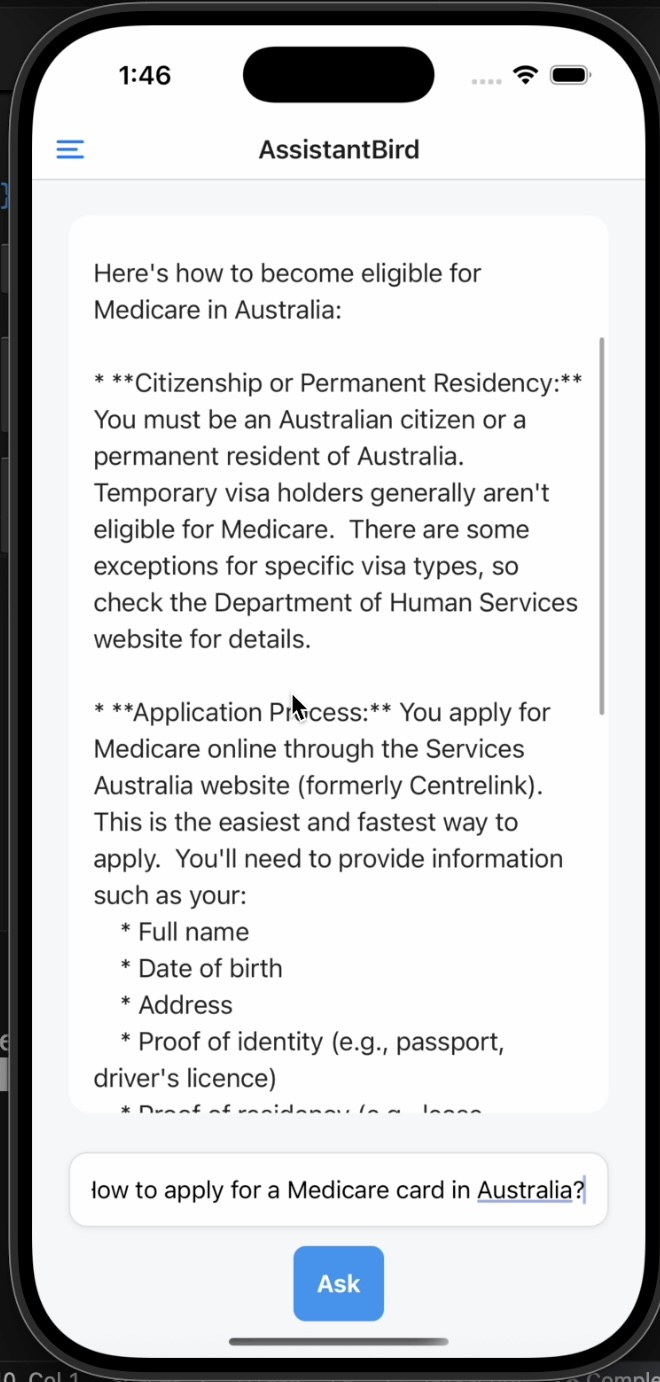 1:46
AssistantBird
Here's how to become eligible for
Medicare in Australia:
* **Citizenship or Permanent Residency:**
You must be an Australian citizen or a
permanent resident of Australia.
Temporary visa holders generally aren't
eligible for Medicare.  There are some
exceptions for specific visa types, so
check the Department of Human Services
website for details.
* **Application Process:** You apply for
Medicare online through the Services
Australia website (formerly Centrelink).
This is the easiest and fastest way to
apply.  You'll need to provide information
such as your:
* Full name
* Date of birth
* Address
* Proof of identity (e.g., passport,
driver's licence)
* Proof of residency (e.g., lease
How to apply for a Medicare card in Australia?
Ask
Col 1